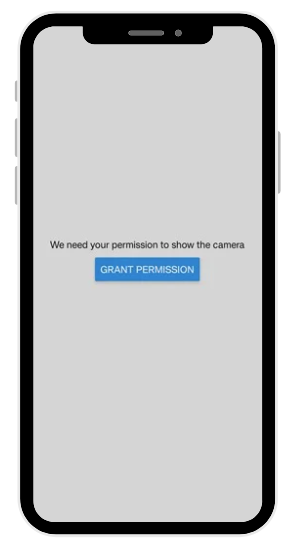 We need your permission to show the camera
GRANT PERMISSION